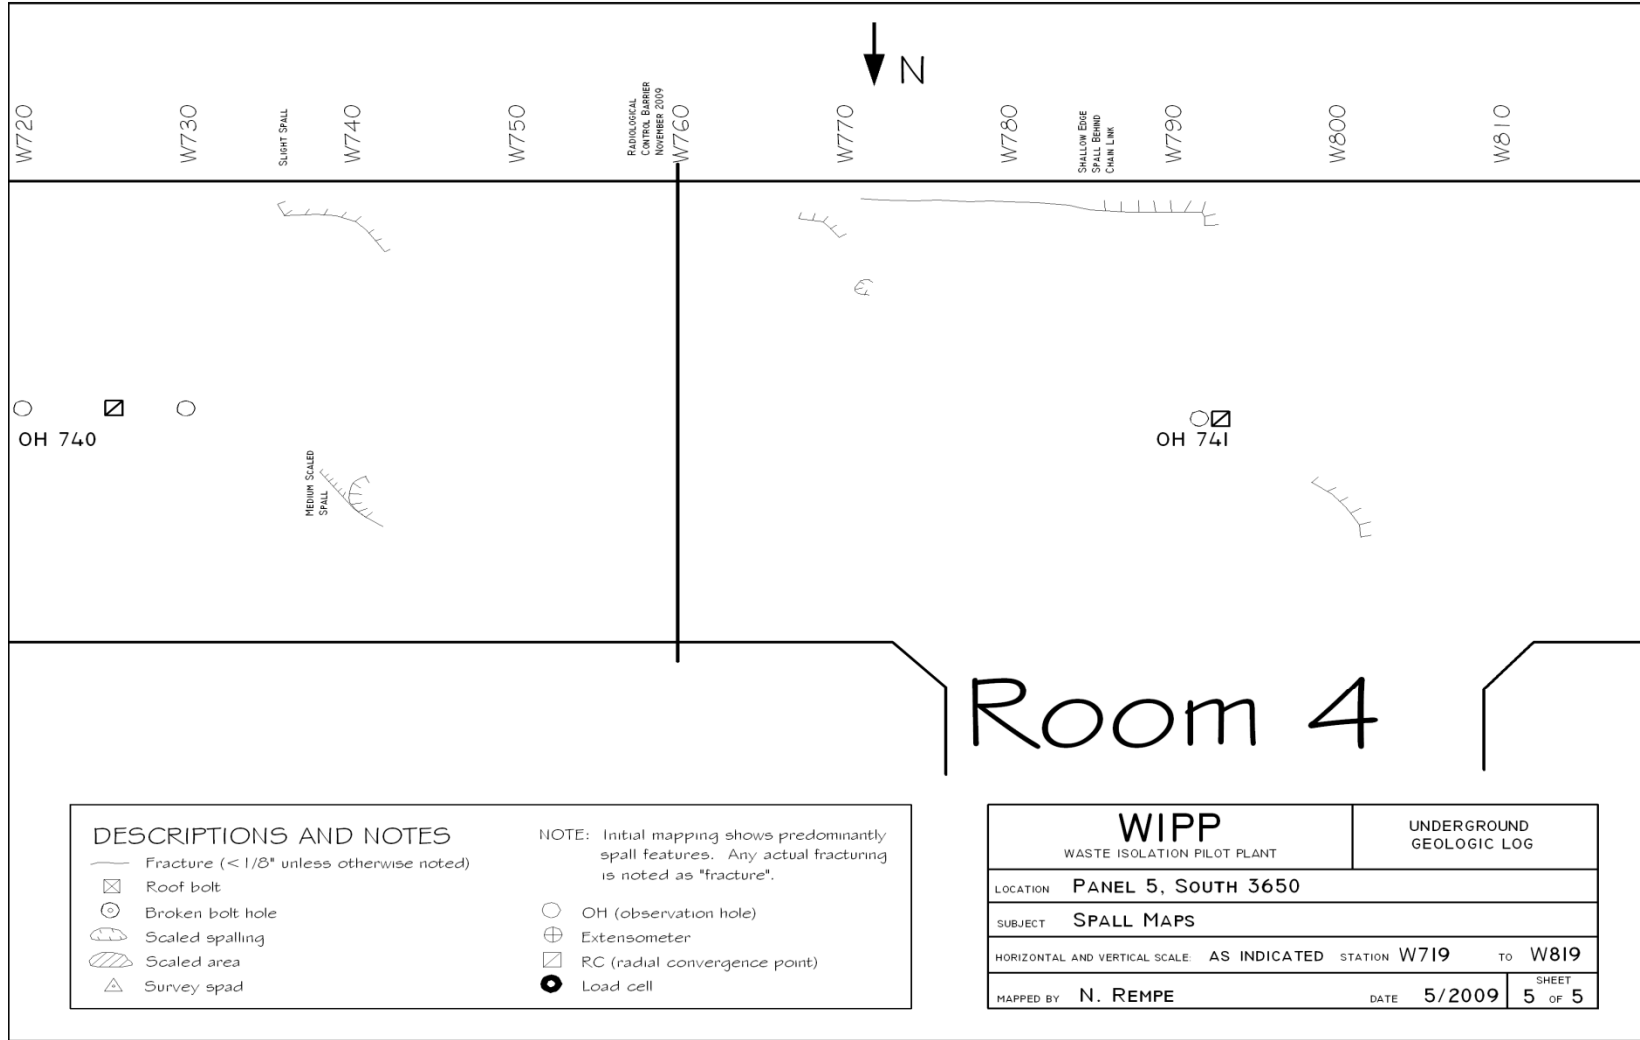 N
W720
W730
SLIGHT SPALL
W740
W750
RADIOLOGICAL
CONTROL BARRIER
NOVEMBER 2009
W760
W770
W780
SHALLOW EDGE
SPALL BEHIND
CHAIN LINK
W790
W800
W810
OH 740
OH 741
MEDIUM SCALED
SPALL
Room 4
DESCRIPTIONS AND NOTES
Fracture (<1/8" unless otherwise noted)
Roof bolt
Broken bolt hole
Scaled spalling
Scaled area
Survey spad
NOTE: Initial mapping shows predominantly
spall features. Any actual fracturing
is noted as "fracture".
OH (observation hole)
Extensometer
RC (radial convergence point)
Load cell
WIPP
WASTE ISOLATION PILOT PLANT
UNDERGROUND
GEOLOGIC LOG
LOCATION PANEL 5, SOUTH 3650
SUBJECT SPALL MAPS
HORIZONTAL AND VERTICAL SCALE: AS INDICATED STATION W719 TO W819
MAPPED BY N. REMPE DATE 5/2009 SHEET
5 OF 5